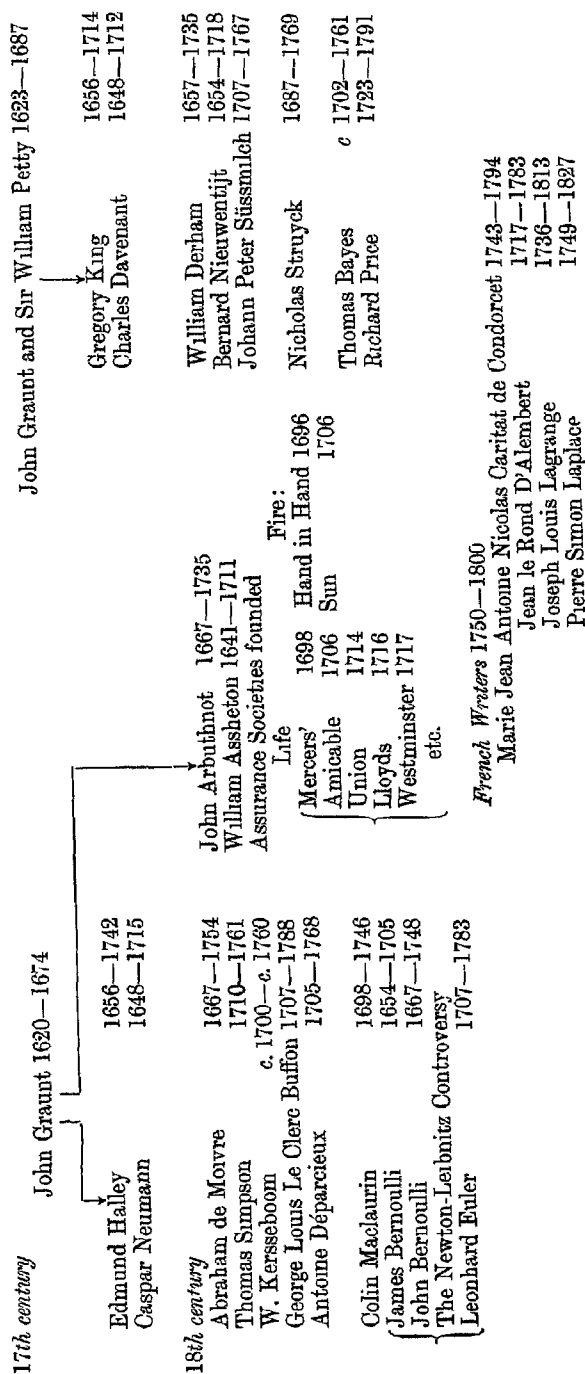 17th century
John Graunt 1620—1674
John Graunt and Sir William Petty 1623—1687
Edmund Halley 1656—1742
Caspar Neumann 1648—1715
Gregory King 1656—1714
Charles Davenant 1648—1712
18th century
Abraham de Moivre 1667—1754
Thomas Simpson 1710—1761
W. Kersseboom c. 1700—c. 1760
George Louis Le Clerc Buffon 1707—1788
Antoine Déparcieux 1705—1768
Colin Maclaurin 1698—1746
James Bernoulli 1654—1705
John Bernoulli 1667—1748
The Newton-Leibnitz Controversy
Leonhard Euler 1707—1783
John Arbuthnot 1667—1735
William Assheton 1641—1711
Assurance Societies founded
Life Fire:
Mercers' 1698 Hand in Hand 1696
Amicable 1706 Sun 1706
Union 1714
Lloyds 1716
Westminster 1717
etc.
William Derham 1657—1735
Bernard Nieuwentijt 1654—1718
Johann Peter Süssmilch 1707—1767
Nicholas Struyck 1687—1769
Thomas Bayes c 1702—1761
Richard Price 1723—1791
French Writers 1750—1800
Marie Jean Antoine Nicolas Caritat de Condorcet 1743—1794
Jean le Rond D'Alembert 1717—1783
Joseph Louis Lagrange 1736—1813
Pierre Simon Laplace 1749—1827